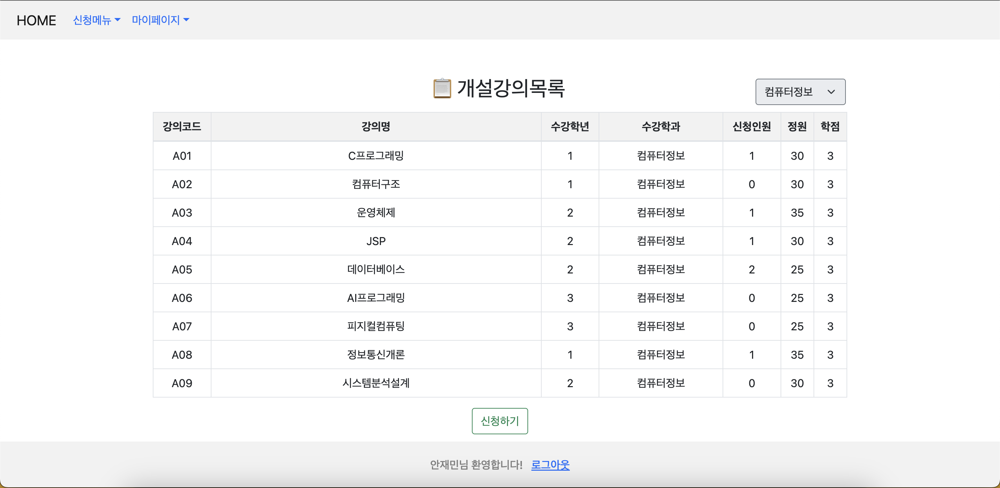 HOME 신청메뉴 마이페이지
📋 개설강의목록
컴퓨터정보
강의코드 강의명 수강학년 수강학과 신청인원 정원 학점
A01 C프로그래밍 1 컴퓨터정보 1 30 3
A02 컴퓨터구조 1 컴퓨터정보 0 30 3
A03 운영체제 2 컴퓨터정보 1 35 3
A04 JSP 2 컴퓨터정보 1 30 3
A05 데이터베이스 2 컴퓨터정보 2 25 3
A06 AI프로그래밍 3 컴퓨터정보 0 25 3
A07 피지컬컴퓨팅 3 컴퓨터정보 0 25 3
A08 정보통신개론 1 컴퓨터정보 1 35 3
A09 시스템분석설계 2 컴퓨터정보 0 30 3
신청하기
안재민님 환영합니다! 로그아웃